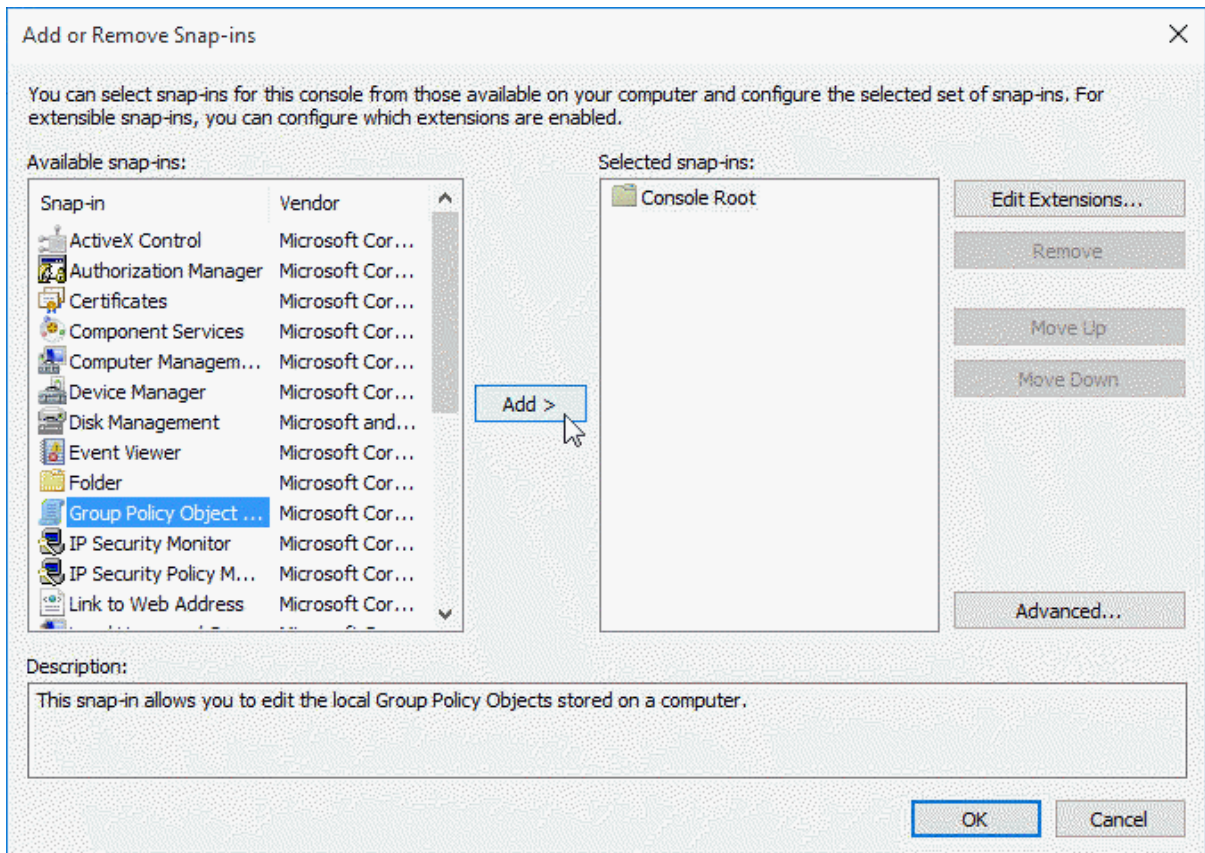 Add or Remove Snap-ins
You can select snap-ins for this console from those available on your computer and configure the selected set of snap-ins. For
extensible snap-ins, you can configure which extensions are enabled.
Available snap-ins:
Snap-in Vendor
ActiveX Control Microsoft Cor...
Authorization Manager Microsoft Cor...
Certificates Microsoft Cor...
Component Services Microsoft Cor...
Computer Managem... Microsoft Cor...
Device Manager Microsoft Cor...
Disk Management Microsoft and...
Event Viewer Microsoft Cor...
Folder Microsoft Cor...
Group Policy Object ... Microsoft Cor...
IP Security Monitor Microsoft Cor...
IP Security Policy M... Microsoft Cor...
Link to Web Address Microsoft Cor...
Add >
Selected snap-ins:
Console Root
Edit Extensions...
Remove
Move Up
Move Down
Advanced...
Description:
This snap-in allows you to edit the local Group Policy Objects stored on a computer.
OK
Cancel